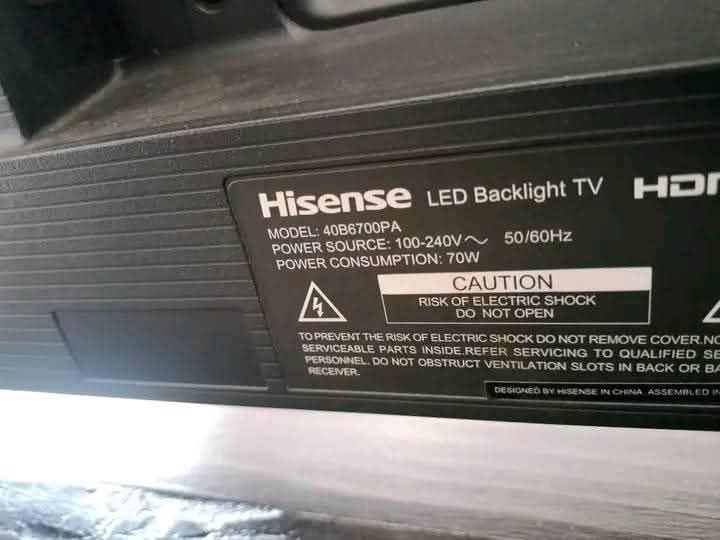 Hisense LED Backlight TV
MODEL: 40B6700PA
POWER SOURCE: 100-240V～ 50/60Hz
POWER CONSUMPTION: 70W
CAUTION
RISK OF ELECTRIC SHOCK
DO NOT OPEN
TO PREVENT THE RISK OF ELECTRIC SHOCK DO NOT REMOVE COVER.NO
SERVICEABLE PARTS INSIDE.REFER SERVICING TO QUALIFIED SE
PERSONNEL. DO NOT OBSTRUCT VENTILATION SLOTS IN BACK OR BA
RECEIVER.
DESIGNED BY HISENSE IN CHINA ASSEMBLED IN